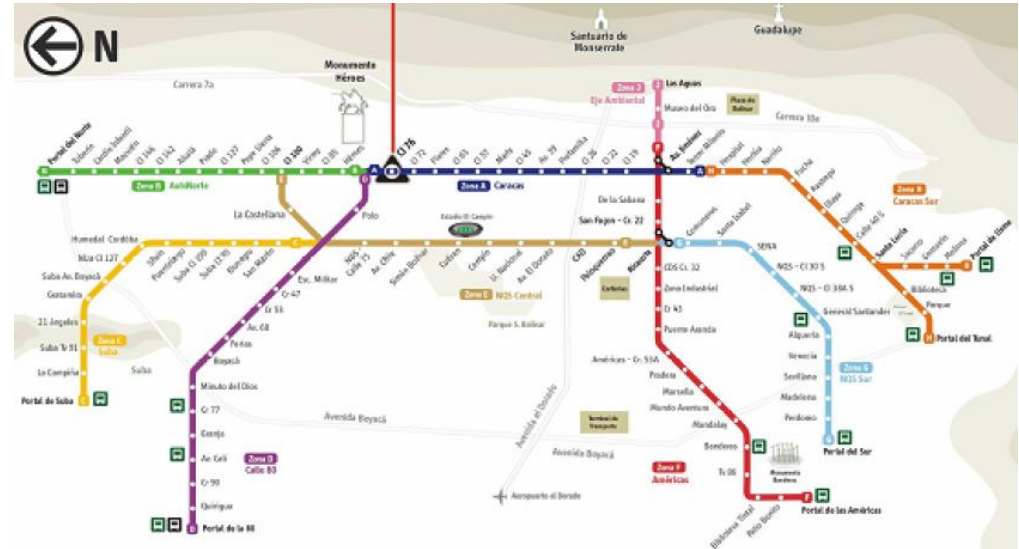 N
Santuario de
Monserrate
Guadalupe
Monumento
Héroes
Carrera 7a
Zona J
Eje Ambiental
Las Aguas
Museo del Oro
Plaza de
Bolívar
Carrera 10a
Portal del Norte
Toberín
Cardio Infantil
Mazurén
Cl 146
Cl 142
Alcalá
Prado
Cl 127
Pepe Sierra
Cl 106
Cl 100
Virrey
Cl 85
Héroes
Cl 76
Cl 72
Flores
Cl 63
Cl 57
Marly
Cl 45
Av. 39
Cl 26
Cl 22
Cl 19
Av. Jiménez
Tercer Milenio
Hospital
Hortúa
Nariño
Fucha
Restrepo
Olaya
Quiroga
Calle 40 S
Santa Lucía
Socorro
Consuelo
Molinos
Portal de Usme
Biblioteca
Parque
Portal del Tunal
Zona H
Caracas Sur
Zona B
AutoNorte
Zona A
Caracas
La Castellana
Polo
Estadio El Campín
De la Sabana
San Façon - Cr. 22
Comuneros
Santa Isabel
SENA
NQS - Cl 30 S
NQS - Cl 38A S
General Santander
Alquería
Venecia
Sevillana
Madelena
Perdomo
Portal del Sur
Zona G
NQS Sur
Humedal Córdoba
Niza Cl 127
Suba Av. Boyacá
Gratamira
21 Ángeles
Suba Tv 91
La Campiña
Portal de Suba
Shaio
Puentelargo
Suba Cl 100
Suba Cl 95
Rionegro
San Martín
Zona C
Suba
Suba
NQS
Calle 75
Av. Chile
Simón Bolívar
Campín
U. Nacional
Av. El Dorado
CAD
Paloquemao
Ricaurte
Zona E
NQS Central
Parque S. Bolívar
Corferias
CDS Cr. 32
Zona Industrial
Cr 43
Puente Aranda
Américas - Cr. 53A
Pradera
Marsella
Mundo Aventura
Mandalay
Banderas
Tv 86
Biblioteca Tintal
Patio Bonito
Portal de las Américas
Zona F
Américas
Monumento
Banderas
Terminal de
Transporte
Esc. Militar
Cr 47
Cr 53
Av. 68
Ferias
Boyacá
Minuto del Dios
Cr 77
Granja
Av. Cali
Cr 90
Quirigua
Portal de la 80
Zona D
Calle 80
Avenida Boyacá
Avenida el Dorado
Avenida Boyacá
Aeropuerto el Dorado